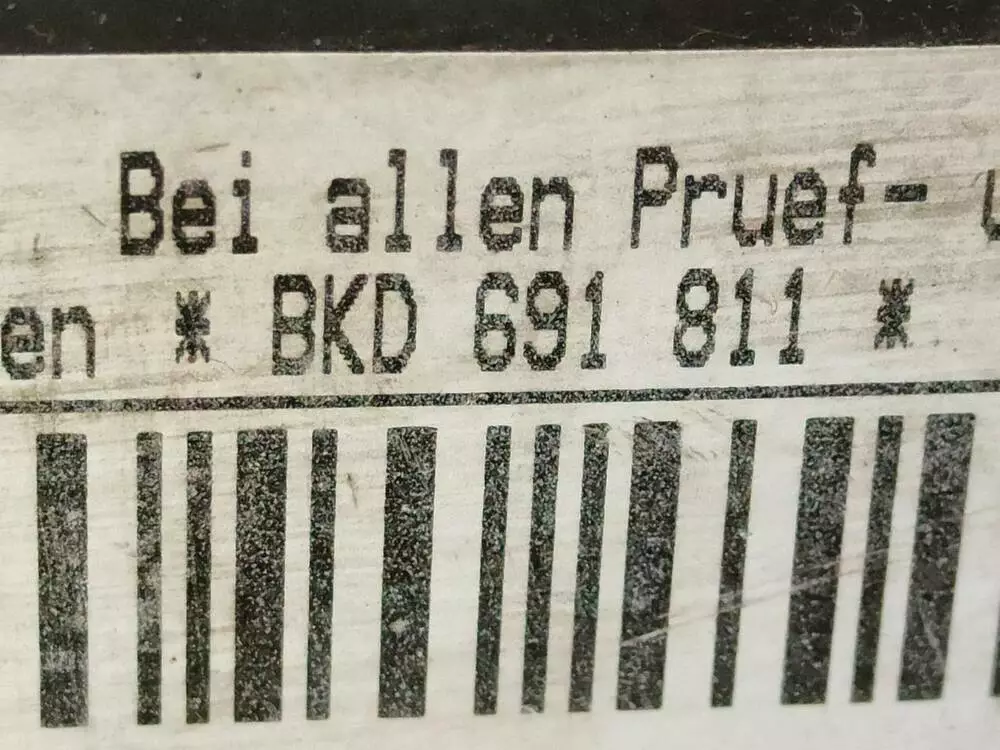 Bei allen Pruef-
en * BKD 691 811 *